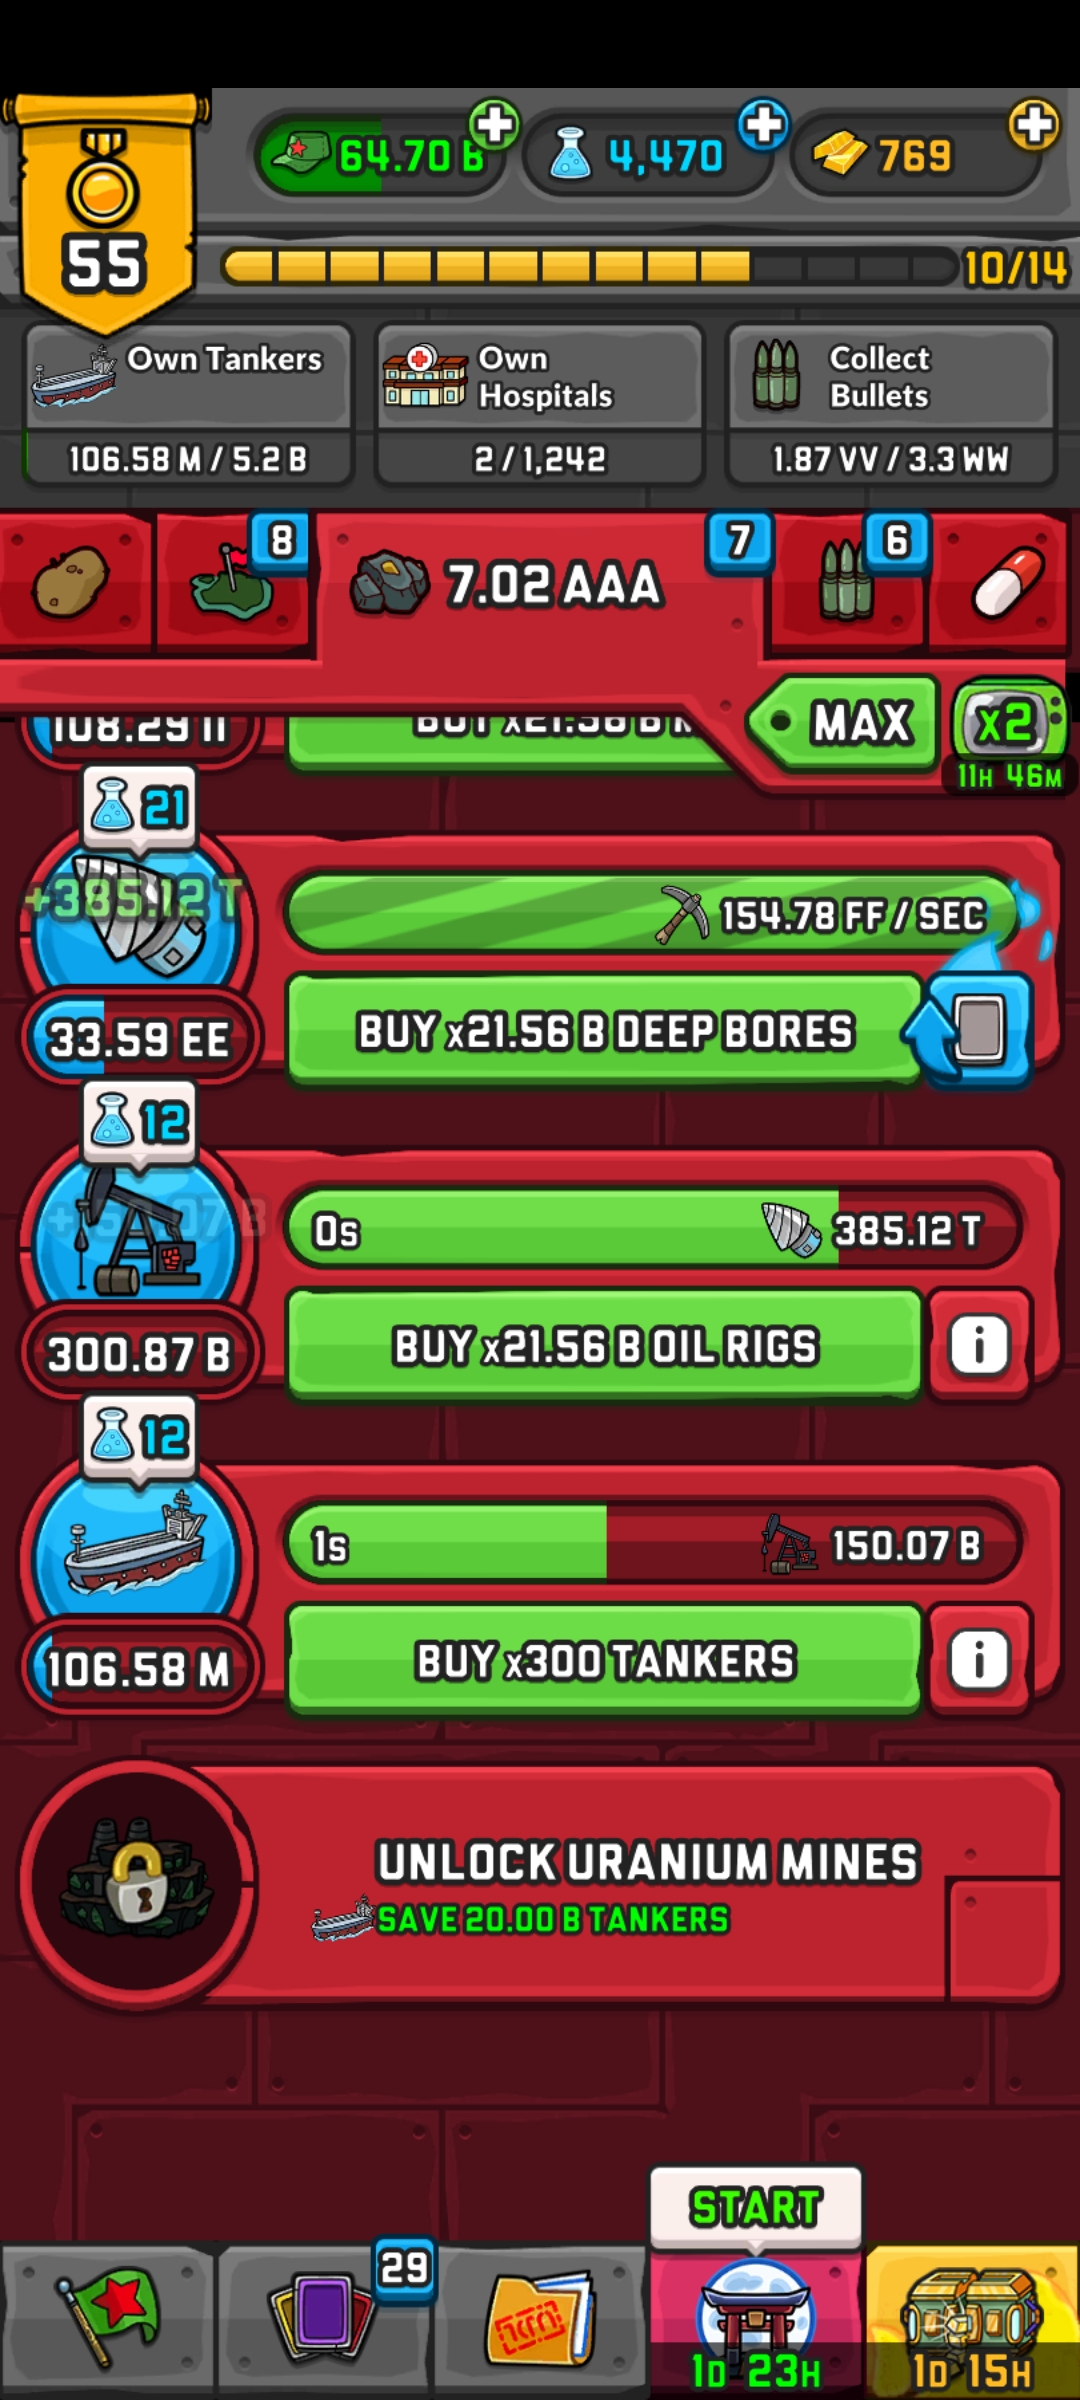 64.70 B
4,470
769
55
10/14
Own Tankers
106.58 M / 5.2 B
Own
Hospitals
2 / 1,242
Collect
Bullets
1.87 VV / 3.3 WW
8
7.02 AAA
7
6
MAX
x2
11H 46M
BUY x21.56 B
21
+385.12 T
154.78 FF / SEC
33.59 EE
BUY x21.56 B DEEP BORES
12
0s
385.12 T
300.87 B
BUY x21.56 B OIL RIGS
i
12
1s
150.07 B
106.58 M
BUY x300 TANKERS
i
UNLOCK URANIUM MINES
SAVE 20.00 B TANKERS
START
29
1D 23H
1D 15H